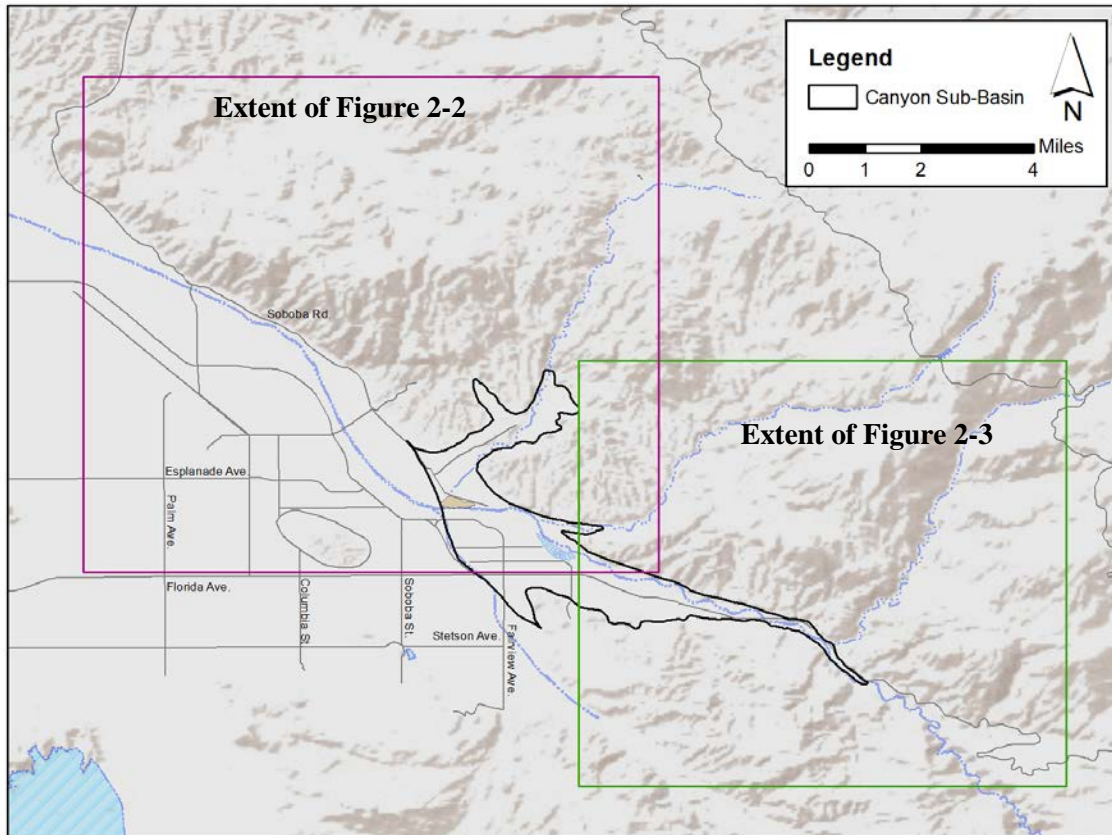 Legend
Canyon Sub-Basin
N
Miles
0 1 2 4
Extent of Figure 2-2
Soboba Rd.
Extent of Figure 2-3
Esplanade Ave.
Palm Ave.
Florida Ave.
Columbia St.
Soboba St.
Stetson Ave.
Fairview Ave.